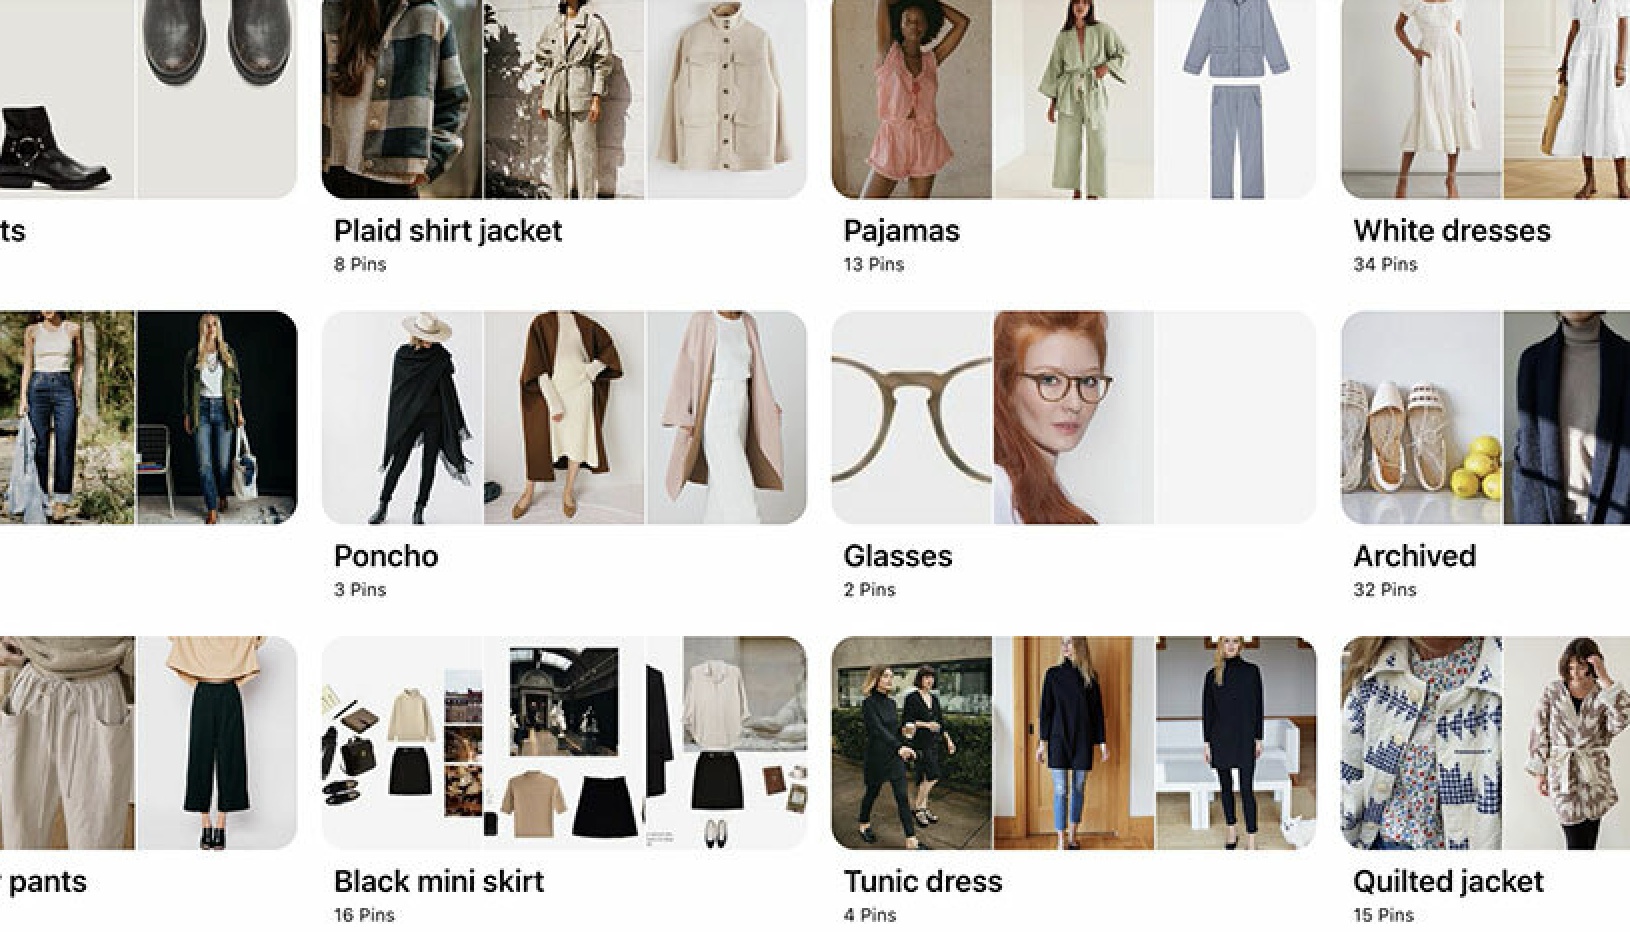 ts
Plaid shirt jacket
8 Pins
Pajamas
13 Pins
White dresses
34 Pins
Poncho
3 Pins
Glasses
2 Pins
Archived
32 Pins
pants
Black mini skirt
16 Pins
Tunic dress
4 Pins
Quilted jacket
15 Pins